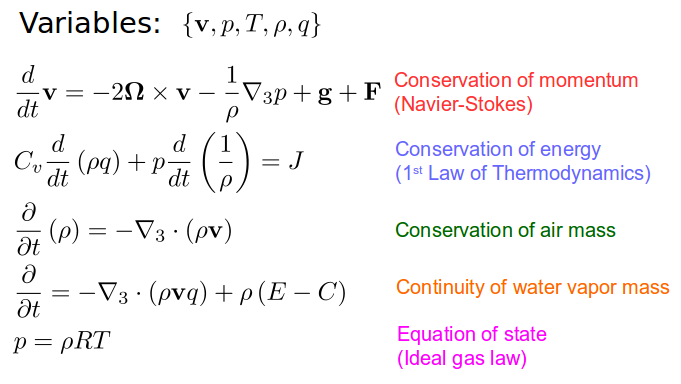 Variables: {v, p, T, ρ, q}
d/dt v = −2Ω × v − 1/ρ ∇₃p + g + F Conservation of momentum
(Navier-Stokes)
C_v d/dt (ρq) + p d/dt (1/ρ) = J Conservation of energy
(1st Law of Thermodynamics)
∂/∂t (ρ) = −∇₃ · (ρv) Conservation of air mass
∂/∂t = −∇₃ · (ρvq) + ρ (E − C) Continuity of water vapor mass
p = ρRT Equation of state
(Ideal gas law)